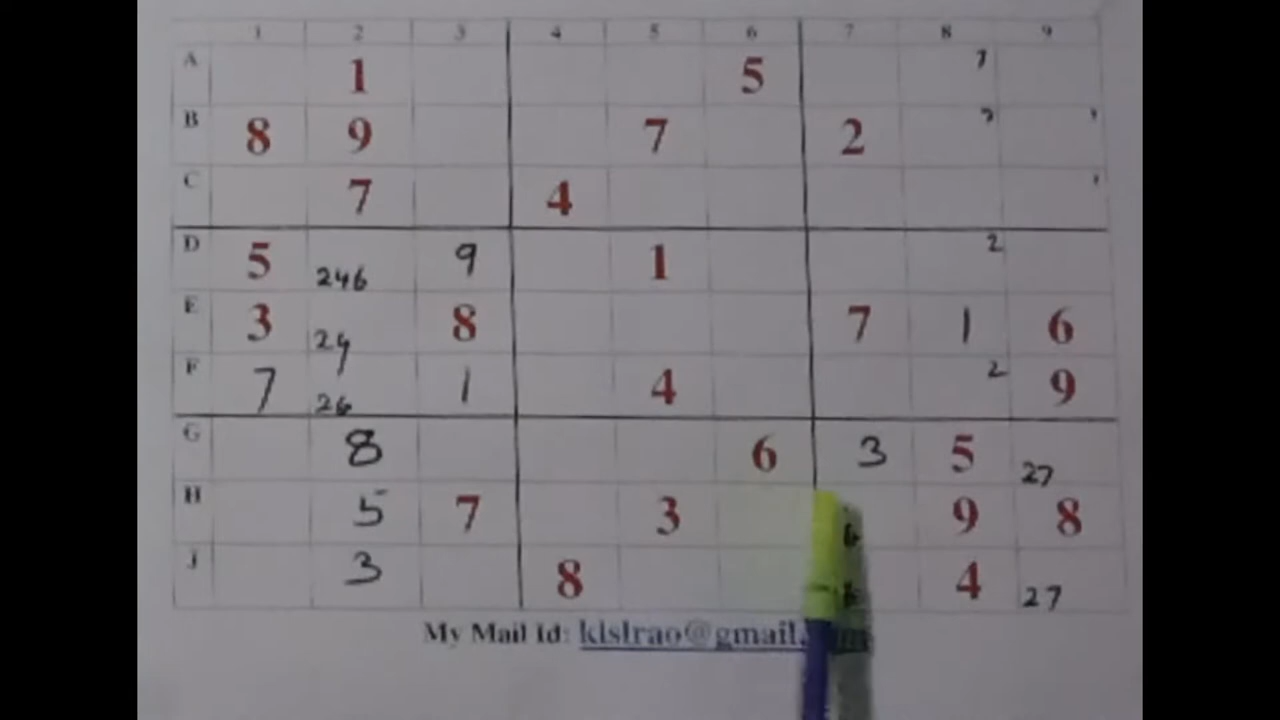 1 2 3 4 5 6 7 8 9
A 1 5 7
B 8 9 7 2 7
C 7 4
D 5 246 9 1 2
E 3 24 8 7 1 6
F 7 26 1 4 2 9
G 8 6 3 5 27
H 5 7 3 9 8
J 3 8 4 27
My Mail Id: klslrao@gmail.